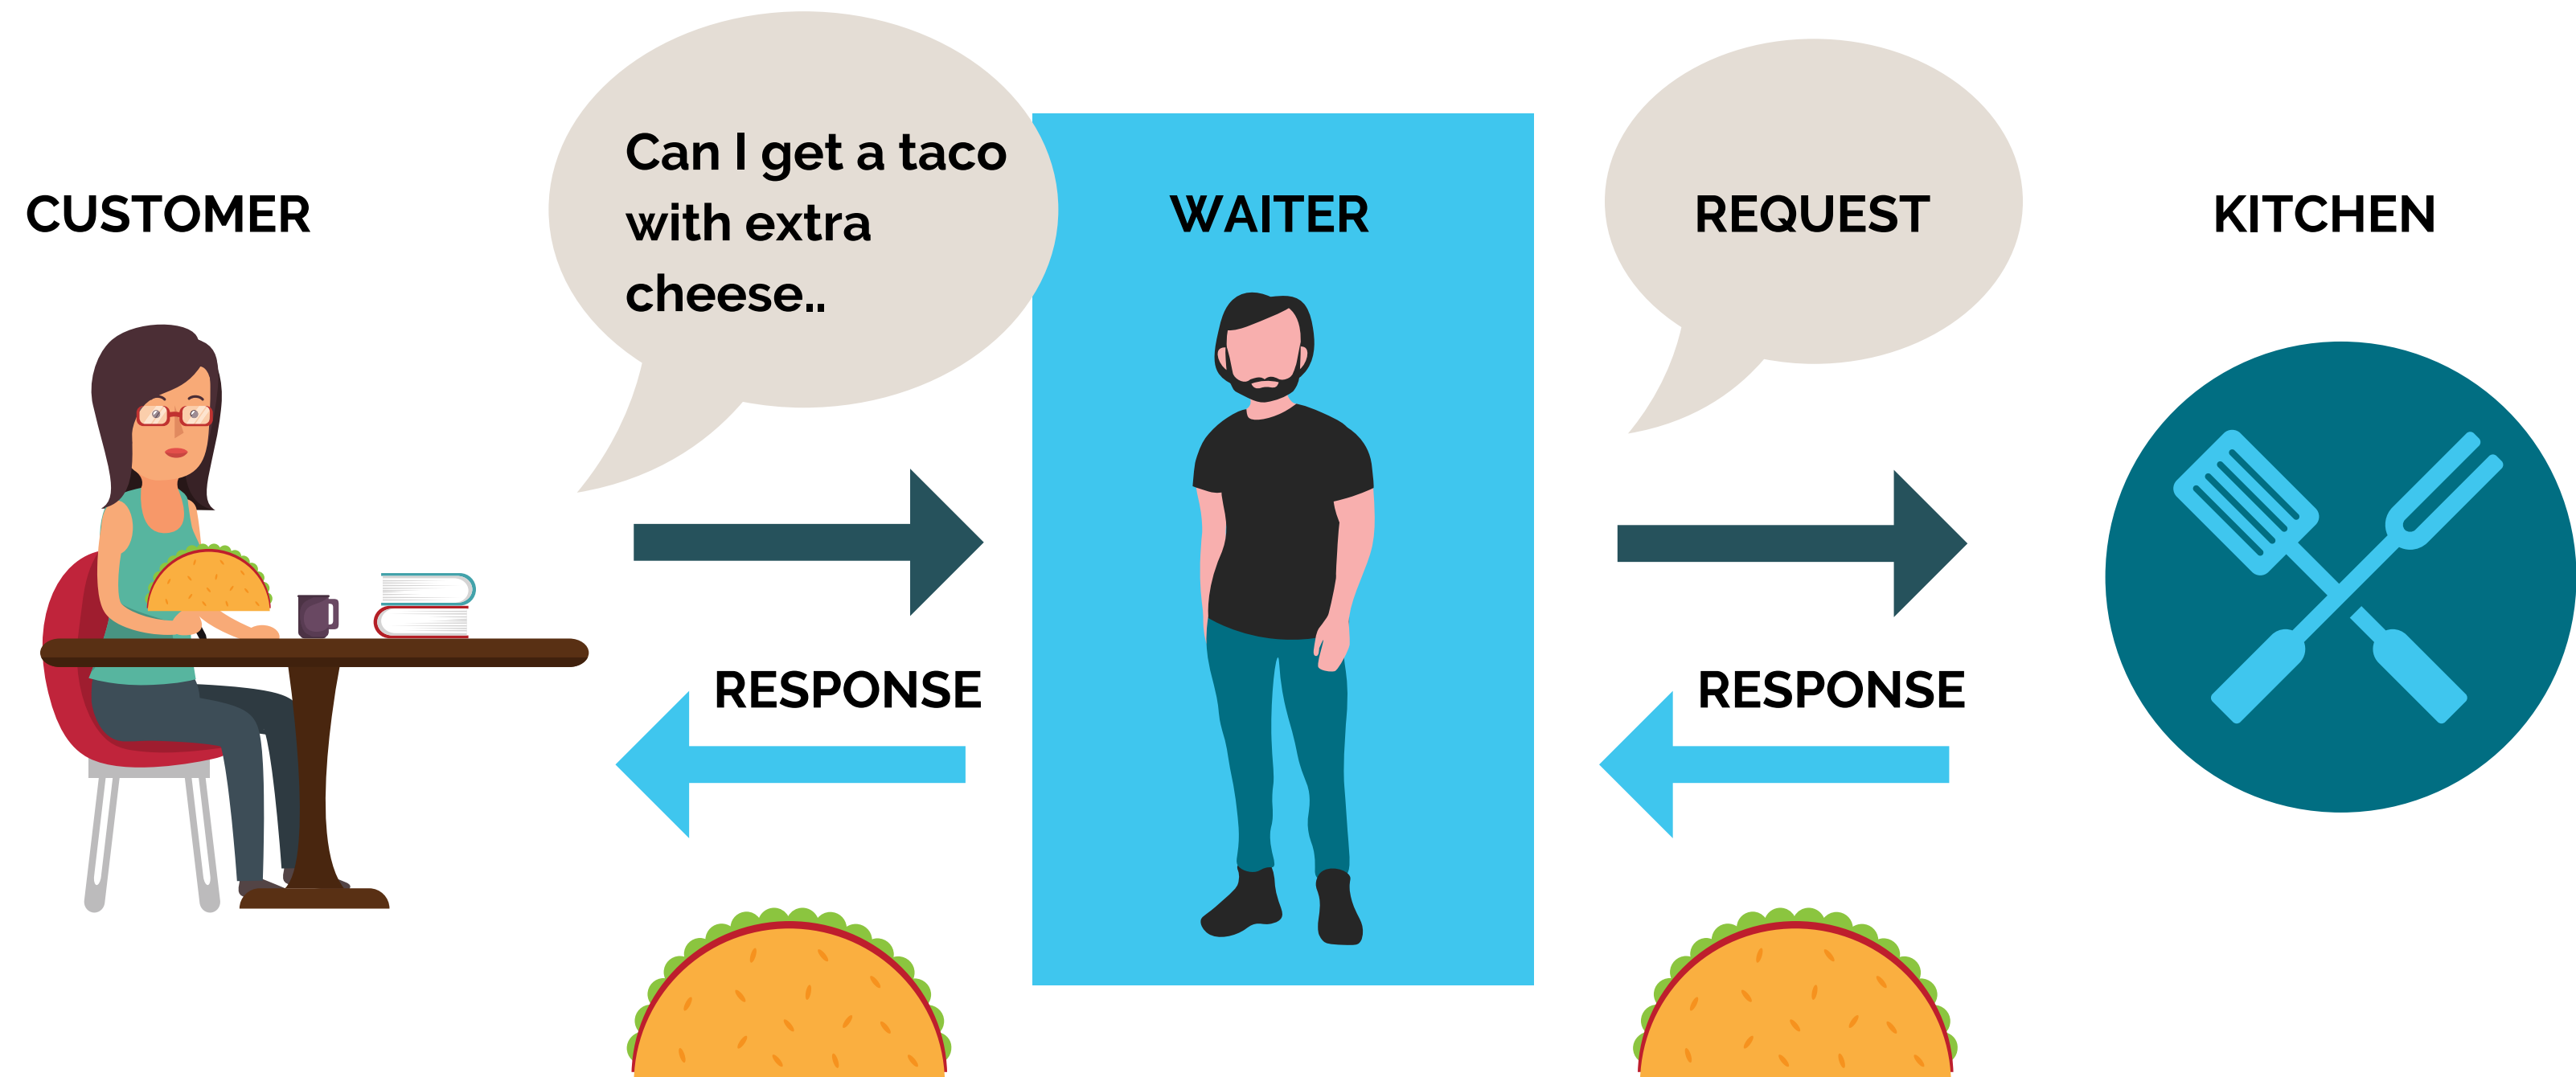 CUSTOMER
Can I get a taco
with extra
cheese..
WAITER
REQUEST
KITCHEN
RESPONSE
RESPONSE